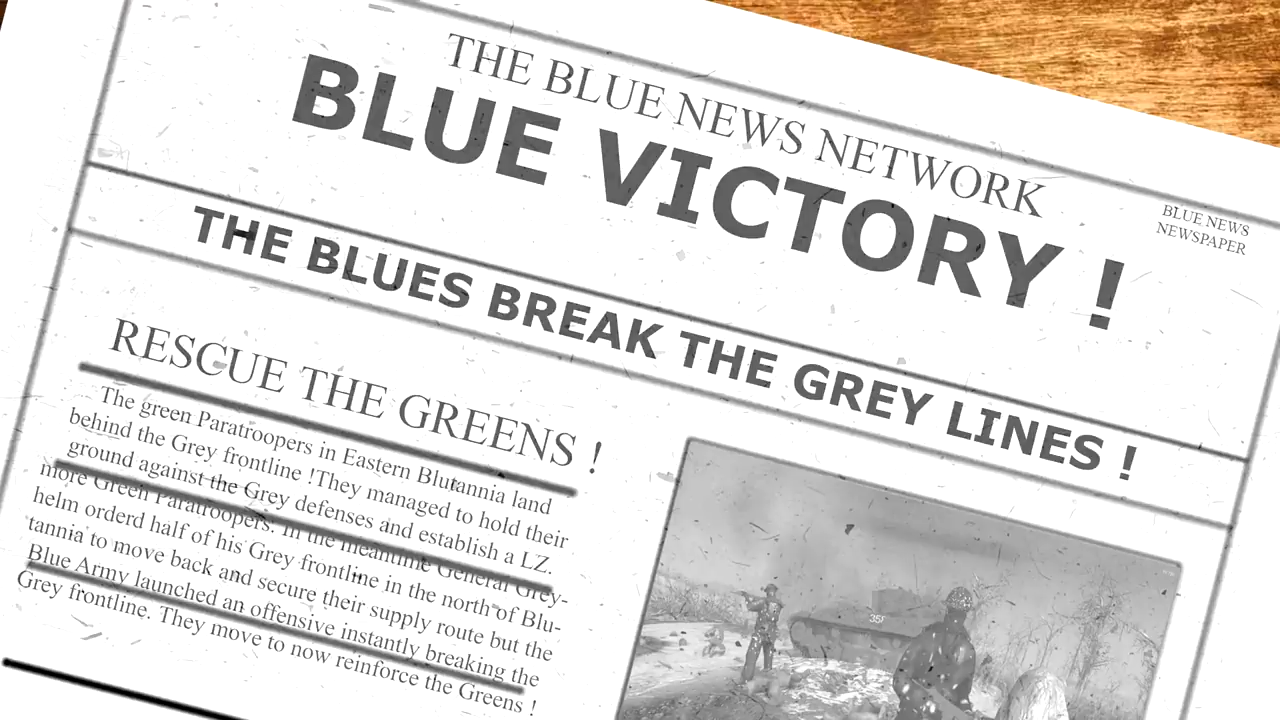 THE BLUE NEWS NETWORK
BLUE VICTORY !
BLUE NEWS
NEWSPAPER
THE BLUES BREAK THE GREY LINES !
RESCUE THE GREENS !
The green Paratroopers in Eastern Blutannia land
behind the Grey frontline !They managed to hold their
ground against the Grey defenses and establish a LZ.
more Green Paratroopers. In the meantime General Grey-
helm orderd half of his Grey frontline in the north of Blu-
tannia to move back and secure their supply route but the
Blue Army launched an offensive instantly breaking the
Grey frontline. They move to now reinforce the Greens !